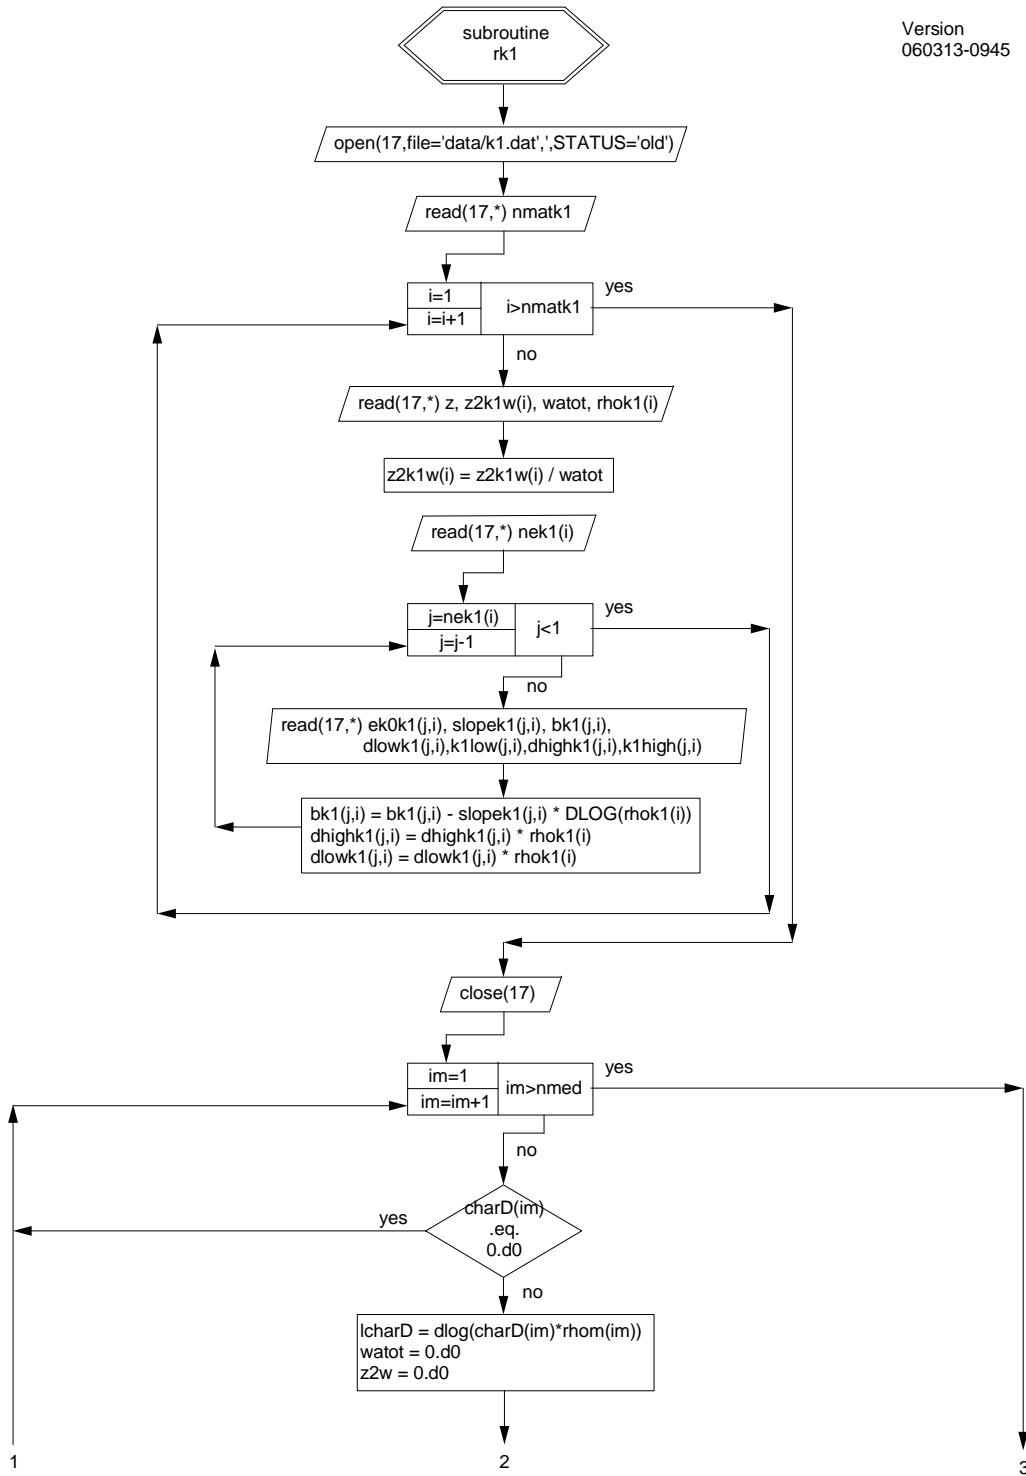 subroutine
rk1
Version
060313-0945
open(17,file='data/k1.dat',',STATUS='old')
read(17,*) nmatk1
i=1
i=i+1
i>nmatk1
yes
no
read(17,*) z, z2k1w(i), watot, rhok1(i)
z2k1w(i) = z2k1w(i) / watot
read(17,*) nek1(i)
j=nek1(i)
j=j-1
j<1
yes
no
read(17,*) ek0k1(j,i), slopek1(j,i), bk1(j,i),
dlowk1(j,i),k1low(j,i),dhighk1(j,i),k1high(j,i)
bk1(j,i) = bk1(j,i) - slopek1(j,i) * DLOG(rhok1(i))
dhighk1(j,i) = dhighk1(j,i) * rhok1(i)
dlowk1(j,i) = dlowk1(j,i) * rhok1(i)
close(17)
im=1
im=im+1
im>nmed
yes
no
charD(im)
.eq.
0.d0
yes
no
lcharD = dlog(charD(im)*rhom(im))
watot = 0.d0
z2w = 0.d0
1
2
3